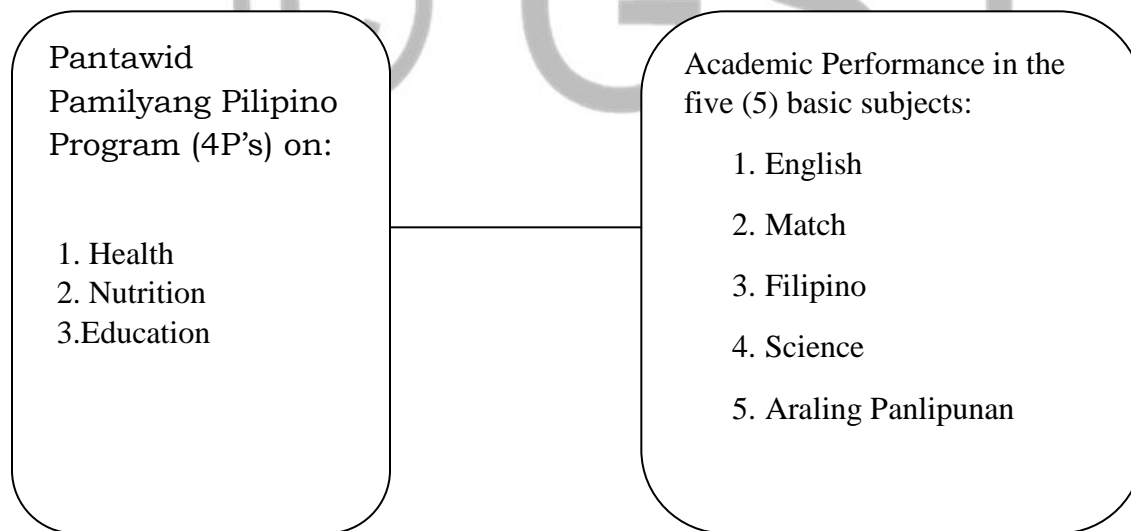 Pantawid
Pamilyang Pilipino
Program (4P’s) on:
1. Health
2. Nutrition
3.Education
Academic Performance in the
five (5) basic subjects:
1. English
2. Match
3. Filipino
4. Science
5. Araling Panlipunan